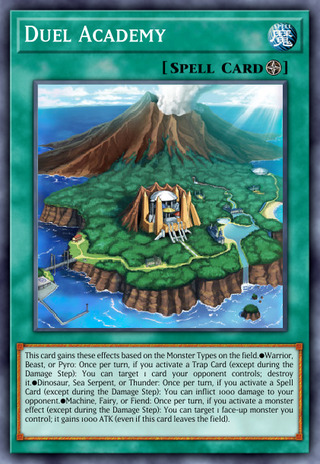 Duel Academy
魔
[Spell Card]
This card gains these effects based on the Monster Types on the field.●Warrior,
Beast, or Pyro: Once per turn, if you activate a Trap Card (except during the
Damage Step): You can target 1 card your opponent controls; destroy
it.●Dinosaur, Sea Serpent, or Thunder: Once per turn, if you activate a Spell
Card (except during the Damage Step): You can inflict 1000 damage to your
opponent.●Machine, Fairy, or Fiend: Once per turn, if you activate a monster
effect (except during the Damage Step): You can target 1 face-up monster you
control; it gains 1000 ATK (even if this card leaves the field).